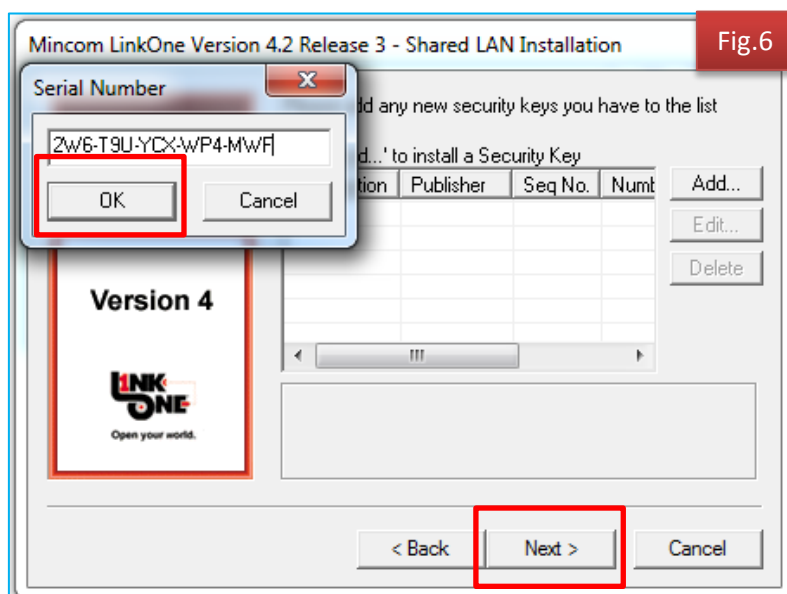 Mincom LinkOne Version 4.2 Release 3 - Shared LAN Installation
Fig.6
Serial Number
dd any new security keys you have to the list
2W6-T9U-YCX-WP4-MWF
d...' to install a Security Key
OK
Cancel
tion Publisher Seq No. Numb
Add...
Edit...
Delete
Version 4
L1NK
ONE
Open your world.
< Back
Next >
Cancel